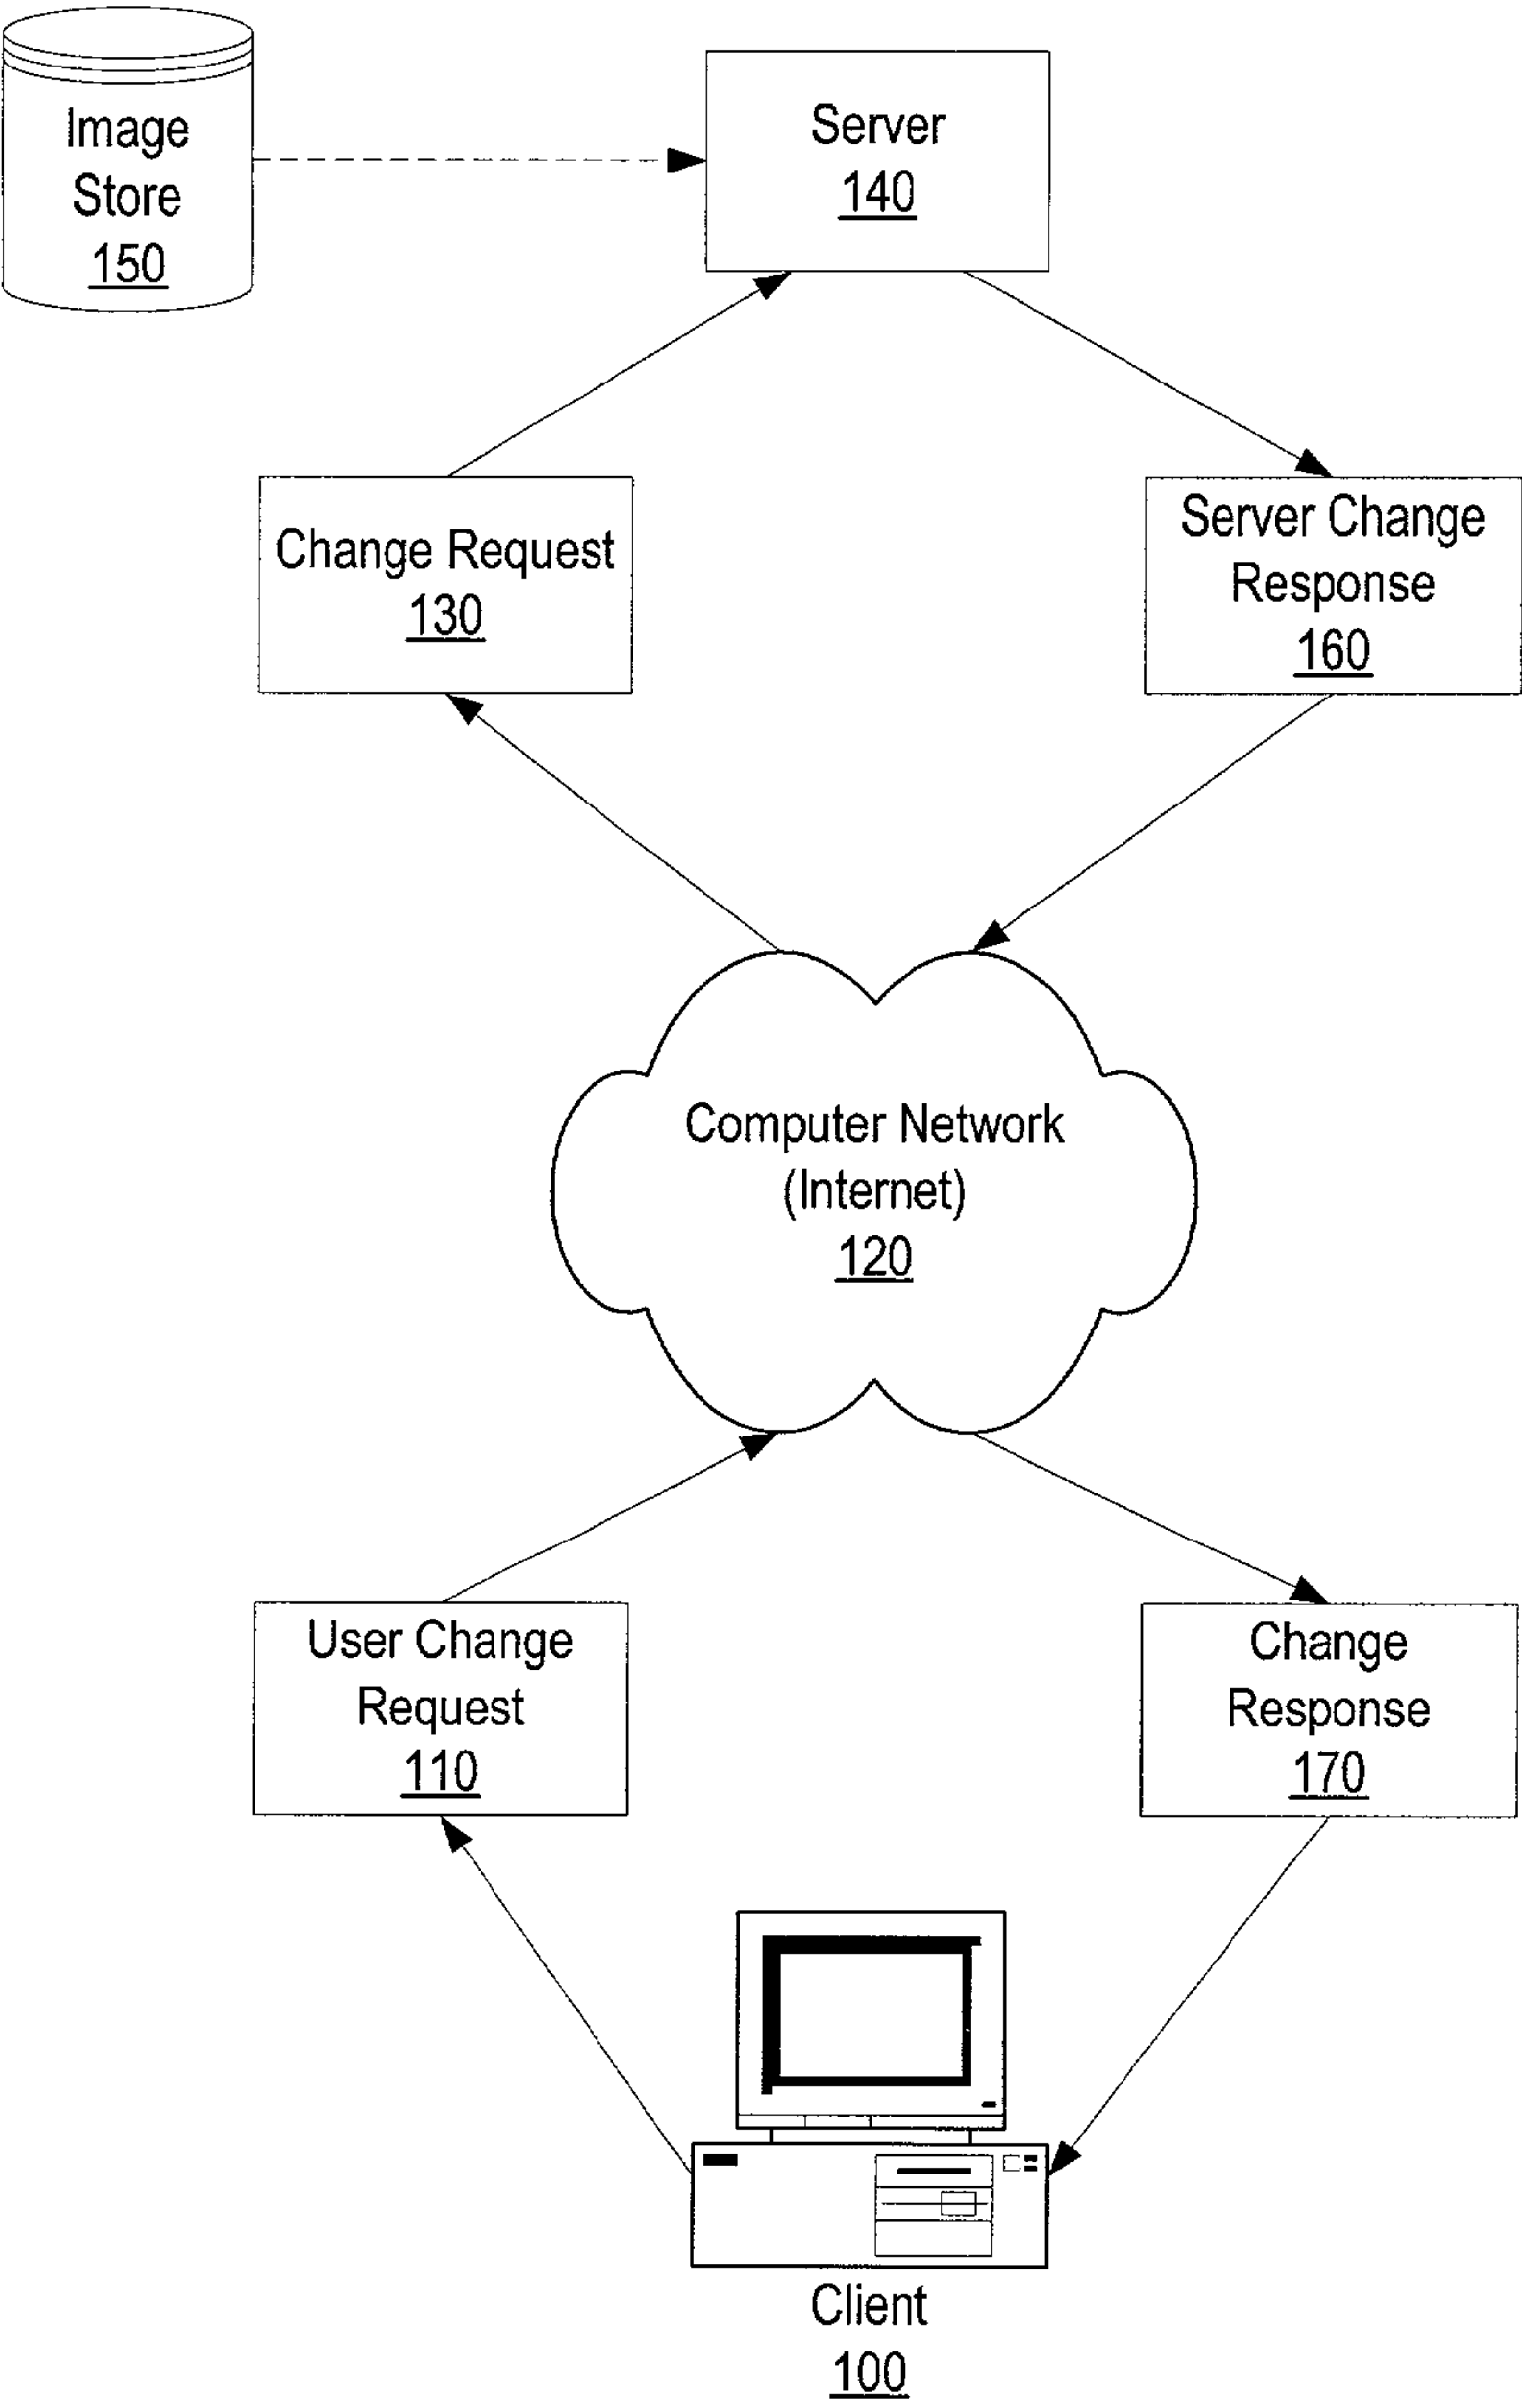 Image
Store
150
Server
140
Change Request
130
Server Change
Response
160
Computer Network
(Internet)
120
User Change
Request
110
Change
Response
170
Client
100